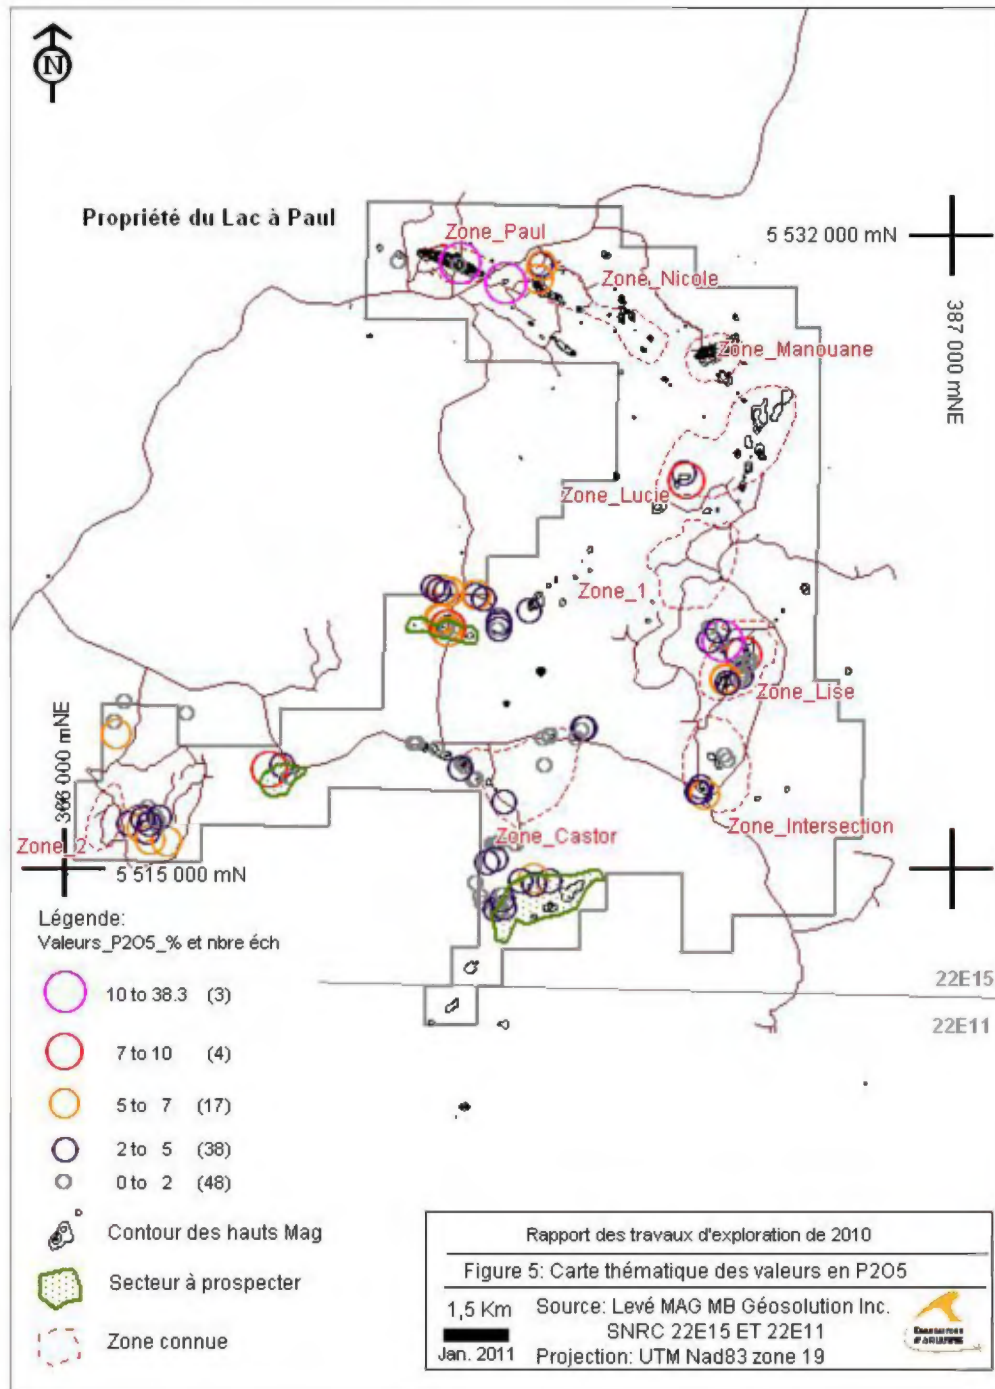 N
Propriété du Lac à Paul
Zone_Paul
5 532 000 mN
Zone_Nicole
387 000 mNE
Zone_Manouane
Zone_Lucie
Zone_1
Zone_Lise
366 000 mNE
Zone_Castor
Zone_Intersection
Zone_2
5 515 000 mN
Légende:
Valeurs_P2O5_% et nbre éch
10 to 38.3 (3)
7 to 10 (4)
5 to 7 (17)
2 to 5 (38)
0 to 2 (48)
Contour des hauts Mag
Secteur à prospecter
Zone connue
22E15
22E11
Rapport des travaux d'exploration de 2010
Figure 5: Carte thématique des valeurs en P2O5
1,5 Km Source: Levé MAG MB Géosolution Inc.
SNRC 22E15 ET 22E11
Jan. 2011 Projection: UTM Nad83 zone 19